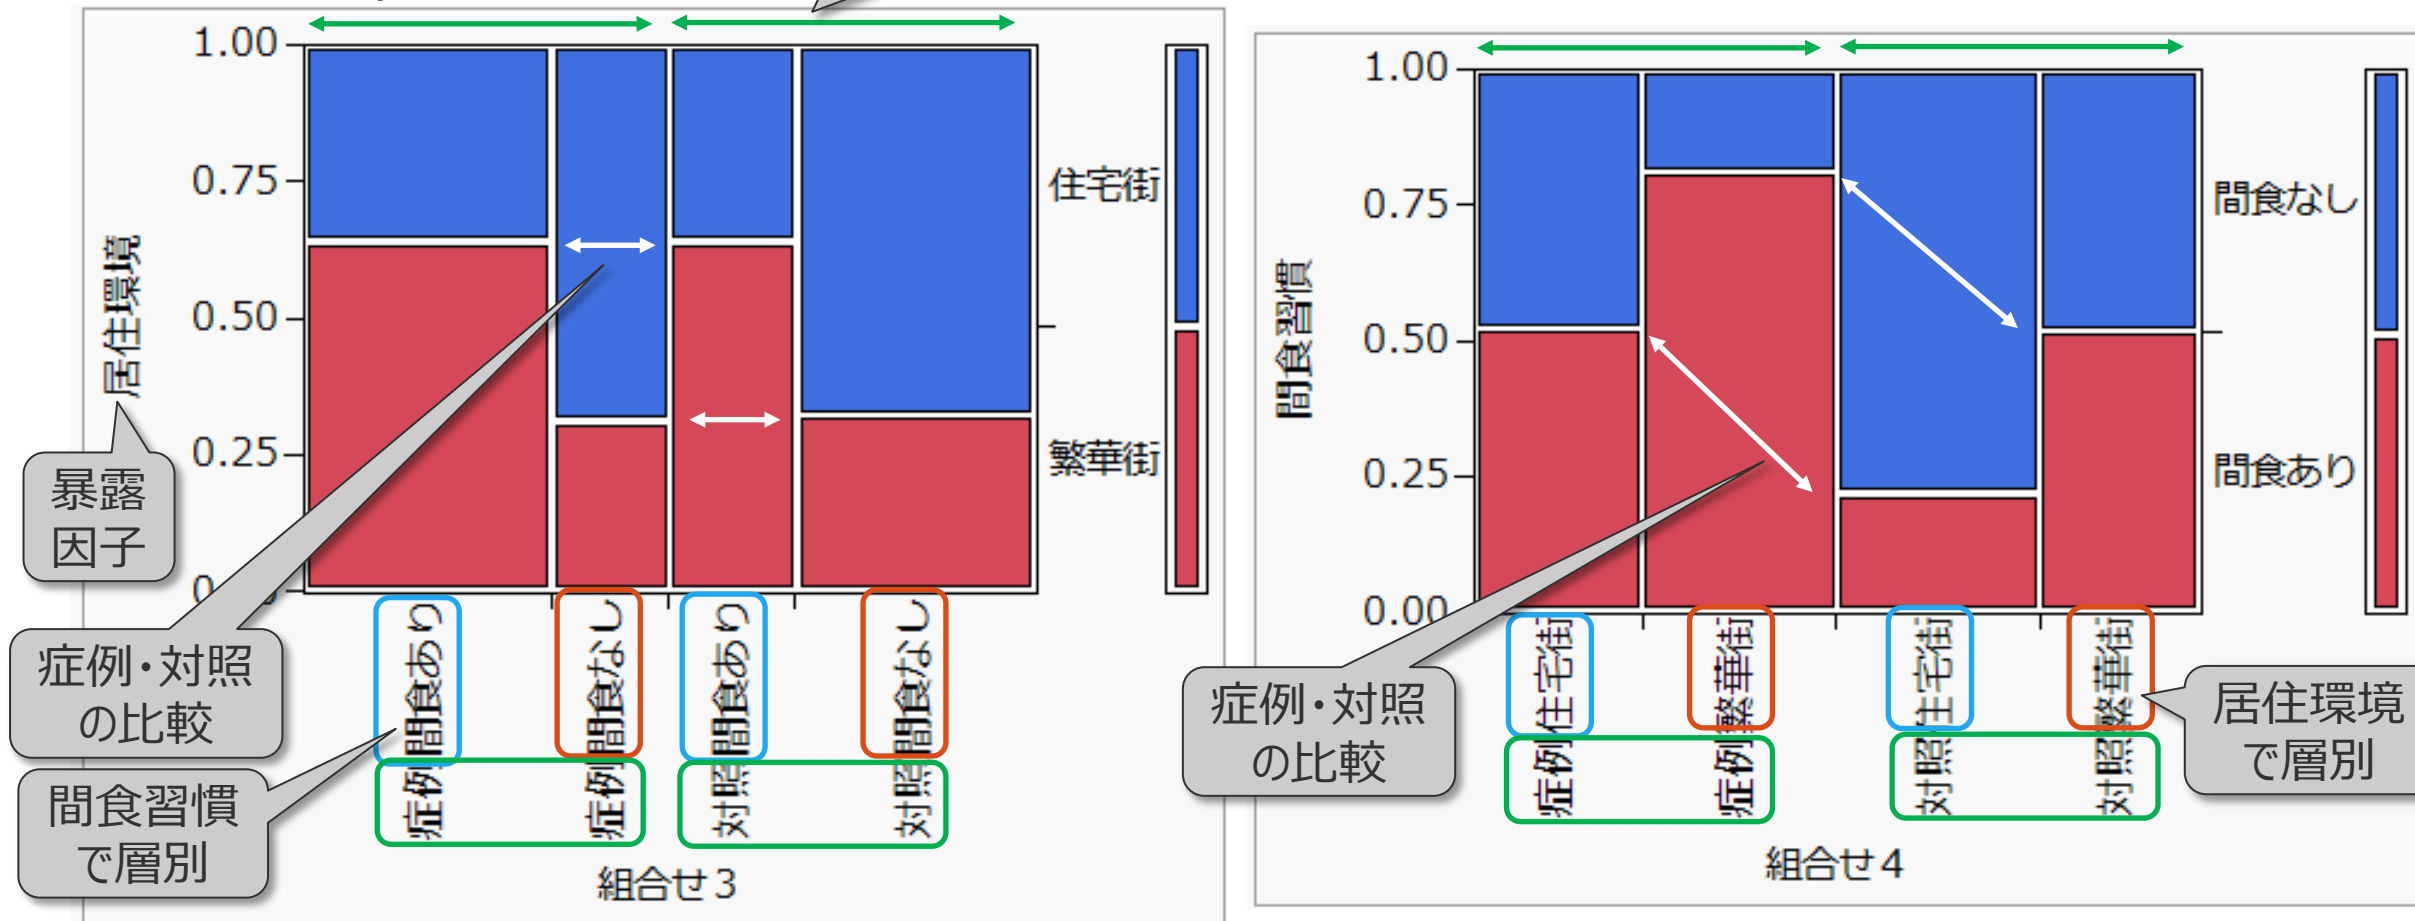 1.00
0.75
0.50
0.25
居住環境
住宅街
繁華街
暴露
因子
症例・対照
の比較
間食習慣
で層別
症例間食あり
症例間食なし
対照間食あり
対照間食なし
組合せ３
1.00
0.75
0.50
0.25
0.00
間食習慣
間食なし
間食あり
症例・対照
の比較
居住環境
で層別
症例住宅街
症例繁華街
対照住宅街
対照繁華街
組合せ４